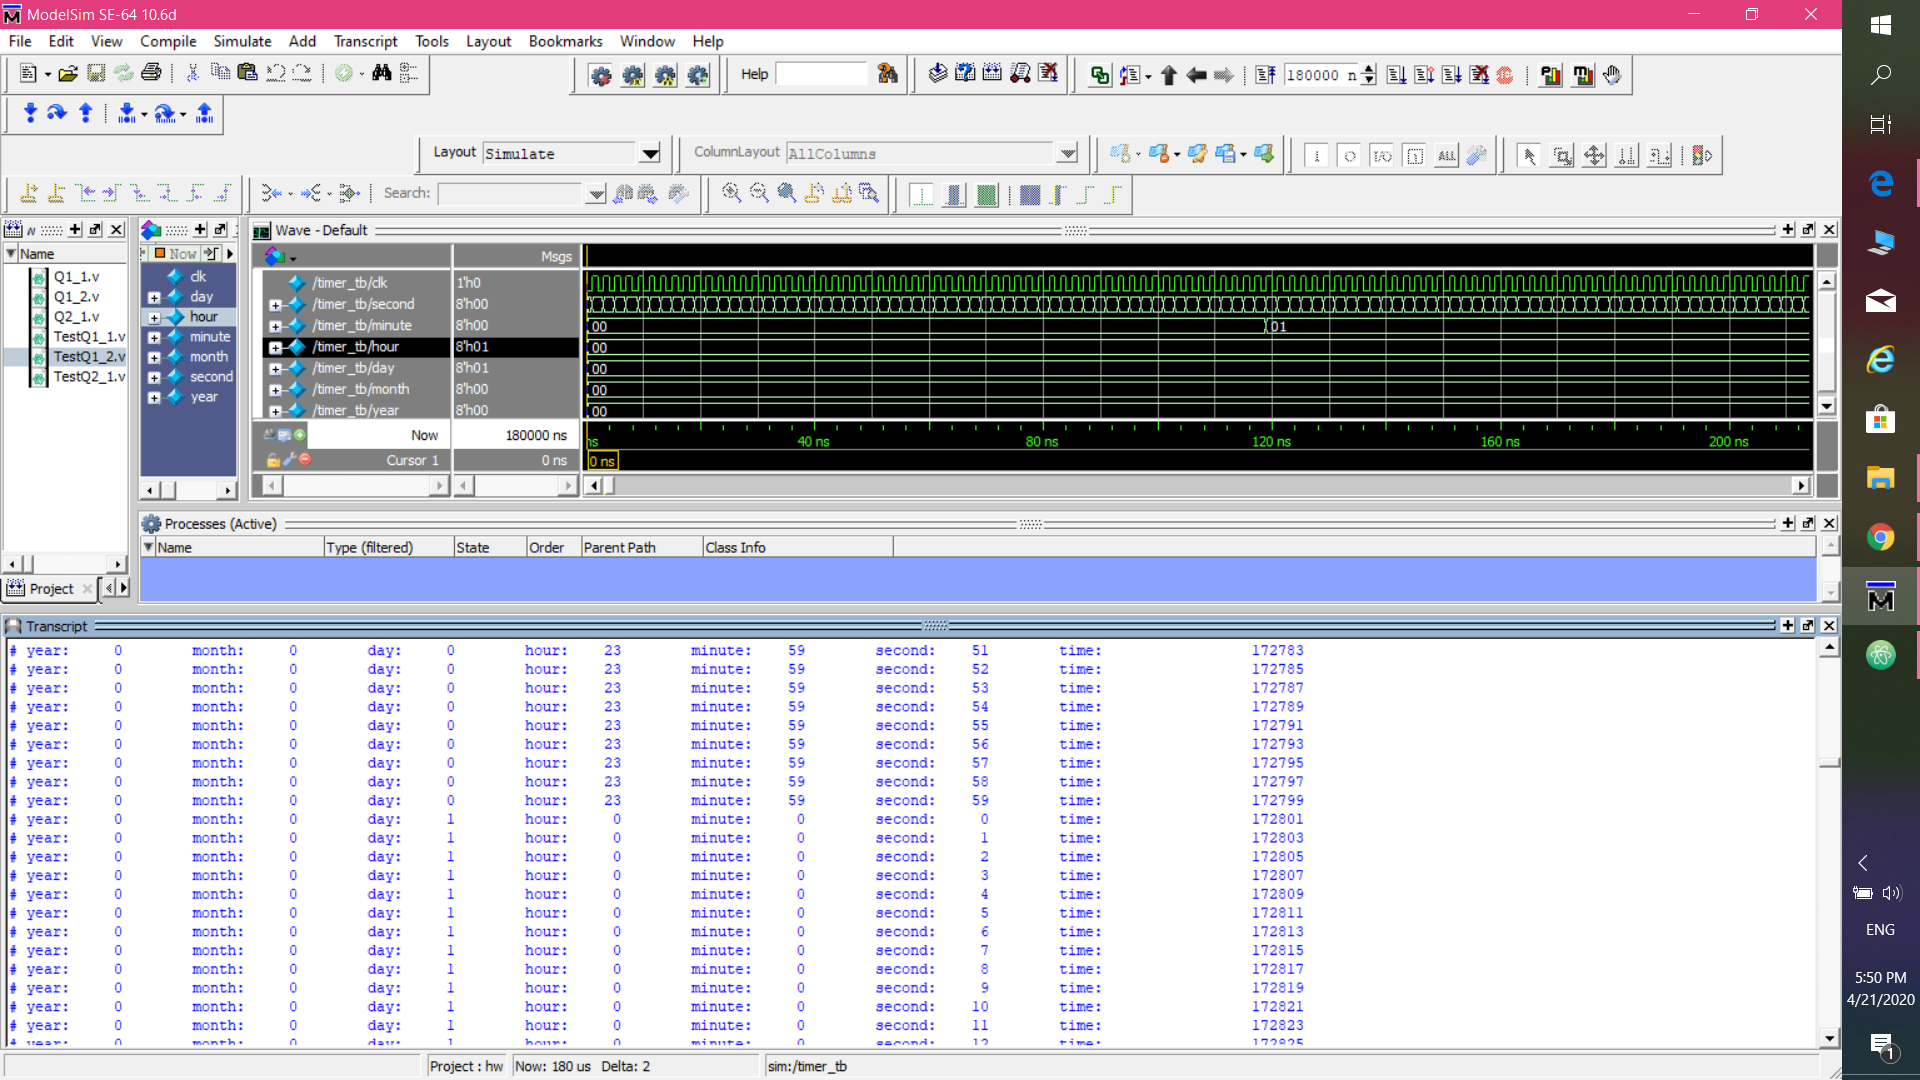 ModelSim SE-64 10.6d
File Edit View Compile Simulate Add Transcript Tools Layout Bookmarks Window Help
Help 180000 n
Layout Simulate ColumnLayout AllColumns
Search:
Name
Q1_1.v
Q1_2.v
Q2_1.v
TestQ1_1.v
TestQ1_2.v
TestQ2_1.v
Project
Now
clk
day
hour
minute
month
second
year
Wave - Default
Msgs
/timer_tb/clk 1'h0
/timer_tb/second 8'h00
/timer_tb/minute 8'h00 00 01
/timer_tb/hour 8'h01 00
/timer_tb/day 8'h01 00
/timer_tb/month 8'h00 00
/timer_tb/year 8'h00 00
Now 180000 ns ns 40 ns 80 ns 120 ns 160 ns 200 ns
Cursor 1 0 ns 0 ns
Processes (Active)
Name Type (filtered) State Order Parent Path Class Info
Transcript
# year: 0 month: 0 day: 0 hour: 23 minute: 59 second: 51 time: 172783
# year: 0 month: 0 day: 0 hour: 23 minute: 59 second: 52 time: 172785
# year: 0 month: 0 day: 0 hour: 23 minute: 59 second: 53 time: 172787
# year: 0 month: 0 day: 0 hour: 23 minute: 59 second: 54 time: 172789
# year: 0 month: 0 day: 0 hour: 23 minute: 59 second: 55 time: 172791
# year: 0 month: 0 day: 0 hour: 23 minute: 59 second: 56 time: 172793
# year: 0 month: 0 day: 0 hour: 23 minute: 59 second: 57 time: 172795
# year: 0 month: 0 day: 0 hour: 23 minute: 59 second: 58 time: 172797
# year: 0 month: 0 day: 0 hour: 23 minute: 59 second: 59 time: 172799
# year: 0 month: 0 day: 1 hour: 0 minute: 0 second: 0 time: 172801
# year: 0 month: 0 day: 1 hour: 0 minute: 0 second: 1 time: 172803
# year: 0 month: 0 day: 1 hour: 0 minute: 0 second: 2 time: 172805
# year: 0 month: 0 day: 1 hour: 0 minute: 0 second: 3 time: 172807
# year: 0 month: 0 day: 1 hour: 0 minute: 0 second: 4 time: 172809
# year: 0 month: 0 day: 1 hour: 0 minute: 0 second: 5 time: 172811
# year: 0 month: 0 day: 1 hour: 0 minute: 0 second: 6 time: 172813
# year: 0 month: 0 day: 1 hour: 0 minute: 0 second: 7 time: 172815
# year: 0 month: 0 day: 1 hour: 0 minute: 0 second: 8 time: 172817
# year: 0 month: 0 day: 1 hour: 0 minute: 0 second: 9 time: 172819
# year: 0 month: 0 day: 1 hour: 0 minute: 0 second: 10 time: 172821
# year: 0 month: 0 day: 1 hour: 0 minute: 0 second: 11 time: 172823
# year: 0 month: 0 day: 1 hour: 0 minute: 0 second: 12 time: 172825
Project : hw Now: 180 us Delta: 2 sim:/timer_tb
ENG
5:50 PM
4/21/2020
1